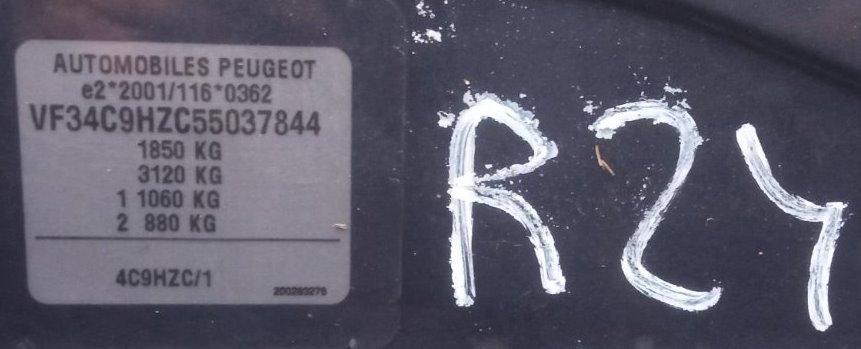 AUTOMOBILES PEUGEOT
e2*2001/116*0362
VF34C9HZC55037844
1850 KG
3120 KG
1 1060 KG
2 880 KG
4C9HZC/1
200293276
R24